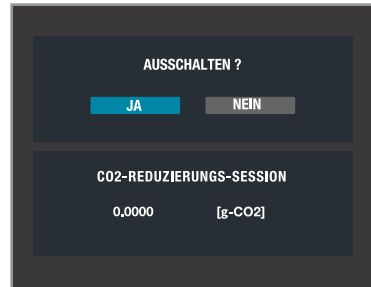 AUSSCHALTEN ?
JA NEIN
CO2-REDUZIERUNGS-SESSION
0.0000 [g-CO2]